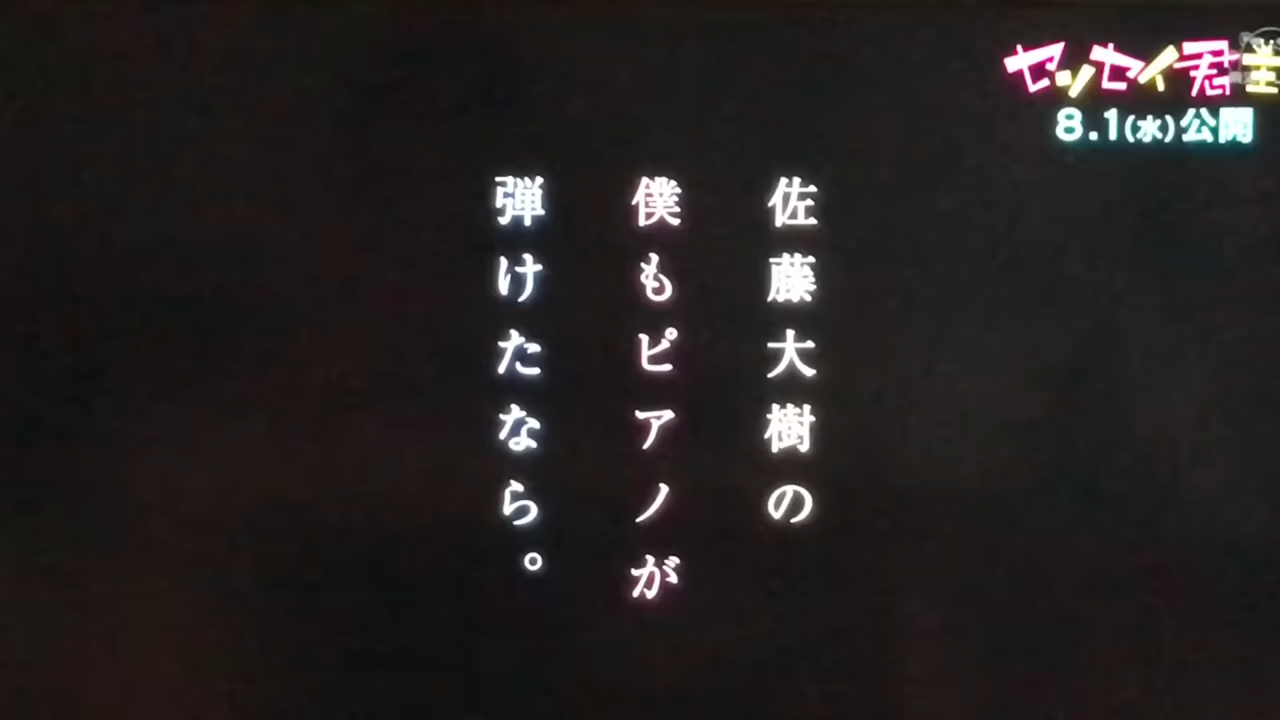 センセイ君主
8.1(水)公開
佐藤大樹の
僕もピアノが
弾けたなら。